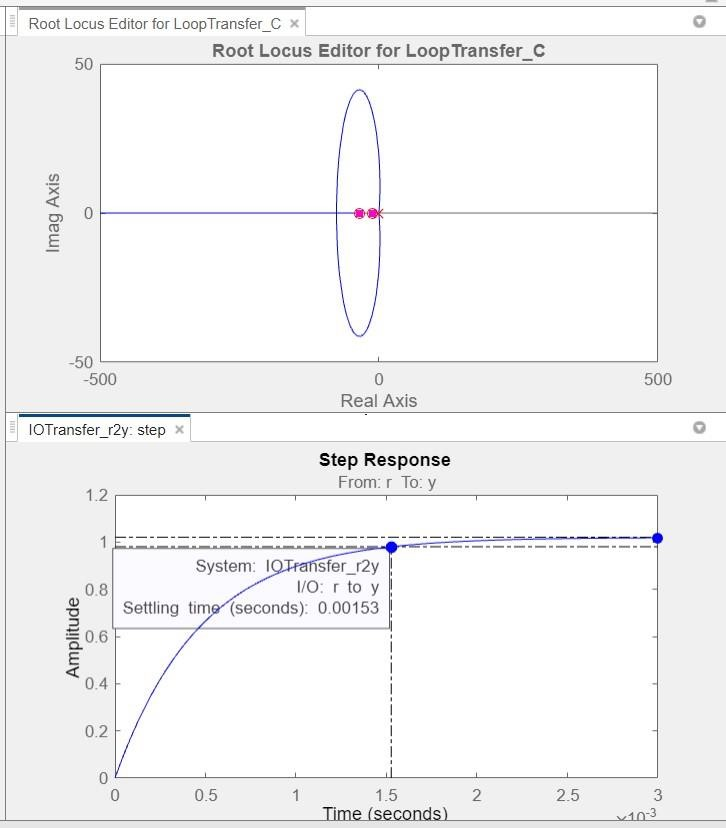 Root Locus Editor for LoopTransfer_C ×
Root Locus Editor for LoopTransfer_C
50
0
-50
Imag Axis
-500 0 500
Real Axis
IOTransfer_r2y: step ×
Step Response
From: r To: y
1.2
1
0.8
0.6
0.4
0.2
0
Amplitude
System: IOTransfer_r2y
I/O: r to y
Settling time (seconds): 0.00153
0 0.5 1 1.5 2 2.5 3
Time (seconds)
×10-3